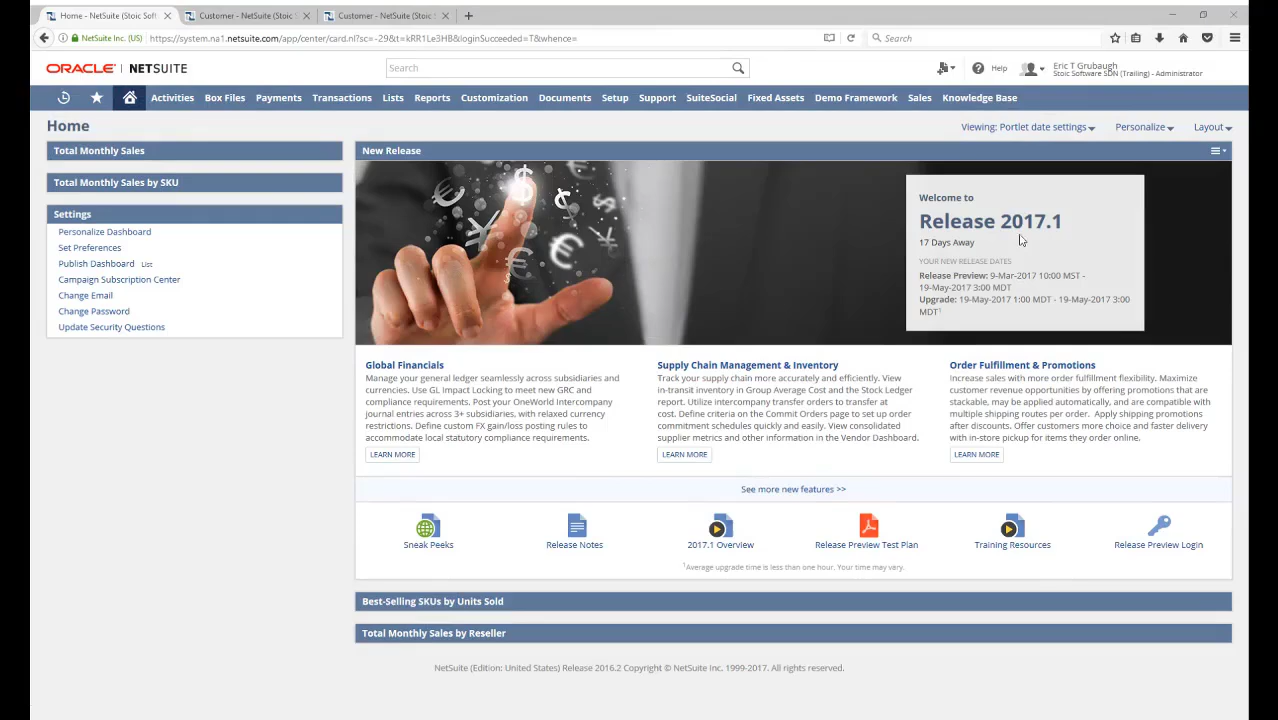 Home - NetSuite (Stoic Soft
Customer - NetSuite (Stoic
Customer - NetSuite (Stoic S
NetSuite Inc. (US)
https://system.na1.netsuite.com/app/center/card.nl?sc=-29&t=kRR1Le3HB&loginSucceeded=T&whence=
Search
ORACLE | NETSUITE
Search
Help
Eric T Grubaugh
Stoic Software SDN (Trailing) - Administrator
Activities Box Files Payments Transactions Lists Reports Customization Documents Setup Support SuiteSocial Fixed Assets Demo Framework Sales Knowledge Base
Home
Viewing: Portlet date settings
Personalize
Layout
Total Monthly Sales
Total Monthly Sales by SKU
Settings
Personalize Dashboard
Set Preferences
Publish Dashboard List
Campaign Subscription Center
Change Email
Change Password
Update Security Questions
New Release
Welcome to
Release 2017.1
17 Days Away
YOUR NEW RELEASE DATES
Release Preview: 9-Mar-2017 10:00 MST -
19-May-2017 3:00 MDT
Upgrade: 19-May-2017 1:00 MDT - 19-May-2017 3:00
MDT¹
Global Financials
Manage your general ledger seamlessly across subsidiaries and
currencies. Use GL Impact Locking to meet new GRC and
compliance requirements. Post your OneWorld Intercompany
journal entries across 3+ subsidiaries, with relaxed currency
restrictions. Define custom FX gain/loss posting rules to
accommodate local statutory compliance requirements.
LEARN MORE
Supply Chain Management & Inventory
Track your supply chain more accurately and efficiently. View
in-transit inventory in Group Average Cost and the Stock Ledger
report. Utilize intercompany transfer orders to transfer at
cost. Define criteria on the Commit Orders page to set up order
commitment schedules quickly and easily. View consolidated
supplier metrics and other information in the Vendor Dashboard.
LEARN MORE
Order Fulfillment & Promotions
Increase sales with more order fulfillment flexibility. Maximize
customer revenue opportunities by offering promotions that are
stackable, may be applied automatically, and are compatible with
multiple shipping routes per order. Apply shipping promotions
after discounts. Offer customers more choice and faster delivery
with in-store pickup for items they order online.
LEARN MORE
See more new features >>
Sneak Peeks
Release Notes
2017.1 Overview
Release Preview Test Plan
Training Resources
Release Preview Login
¹Average upgrade time is less than one hour. Your time may vary.
Best-Selling SKUs by Units Sold
Total Monthly Sales by Reseller
NetSuite (Edition: United States) Release 2016.2 Copyright © NetSuite Inc. 1999-2017. All rights reserved.